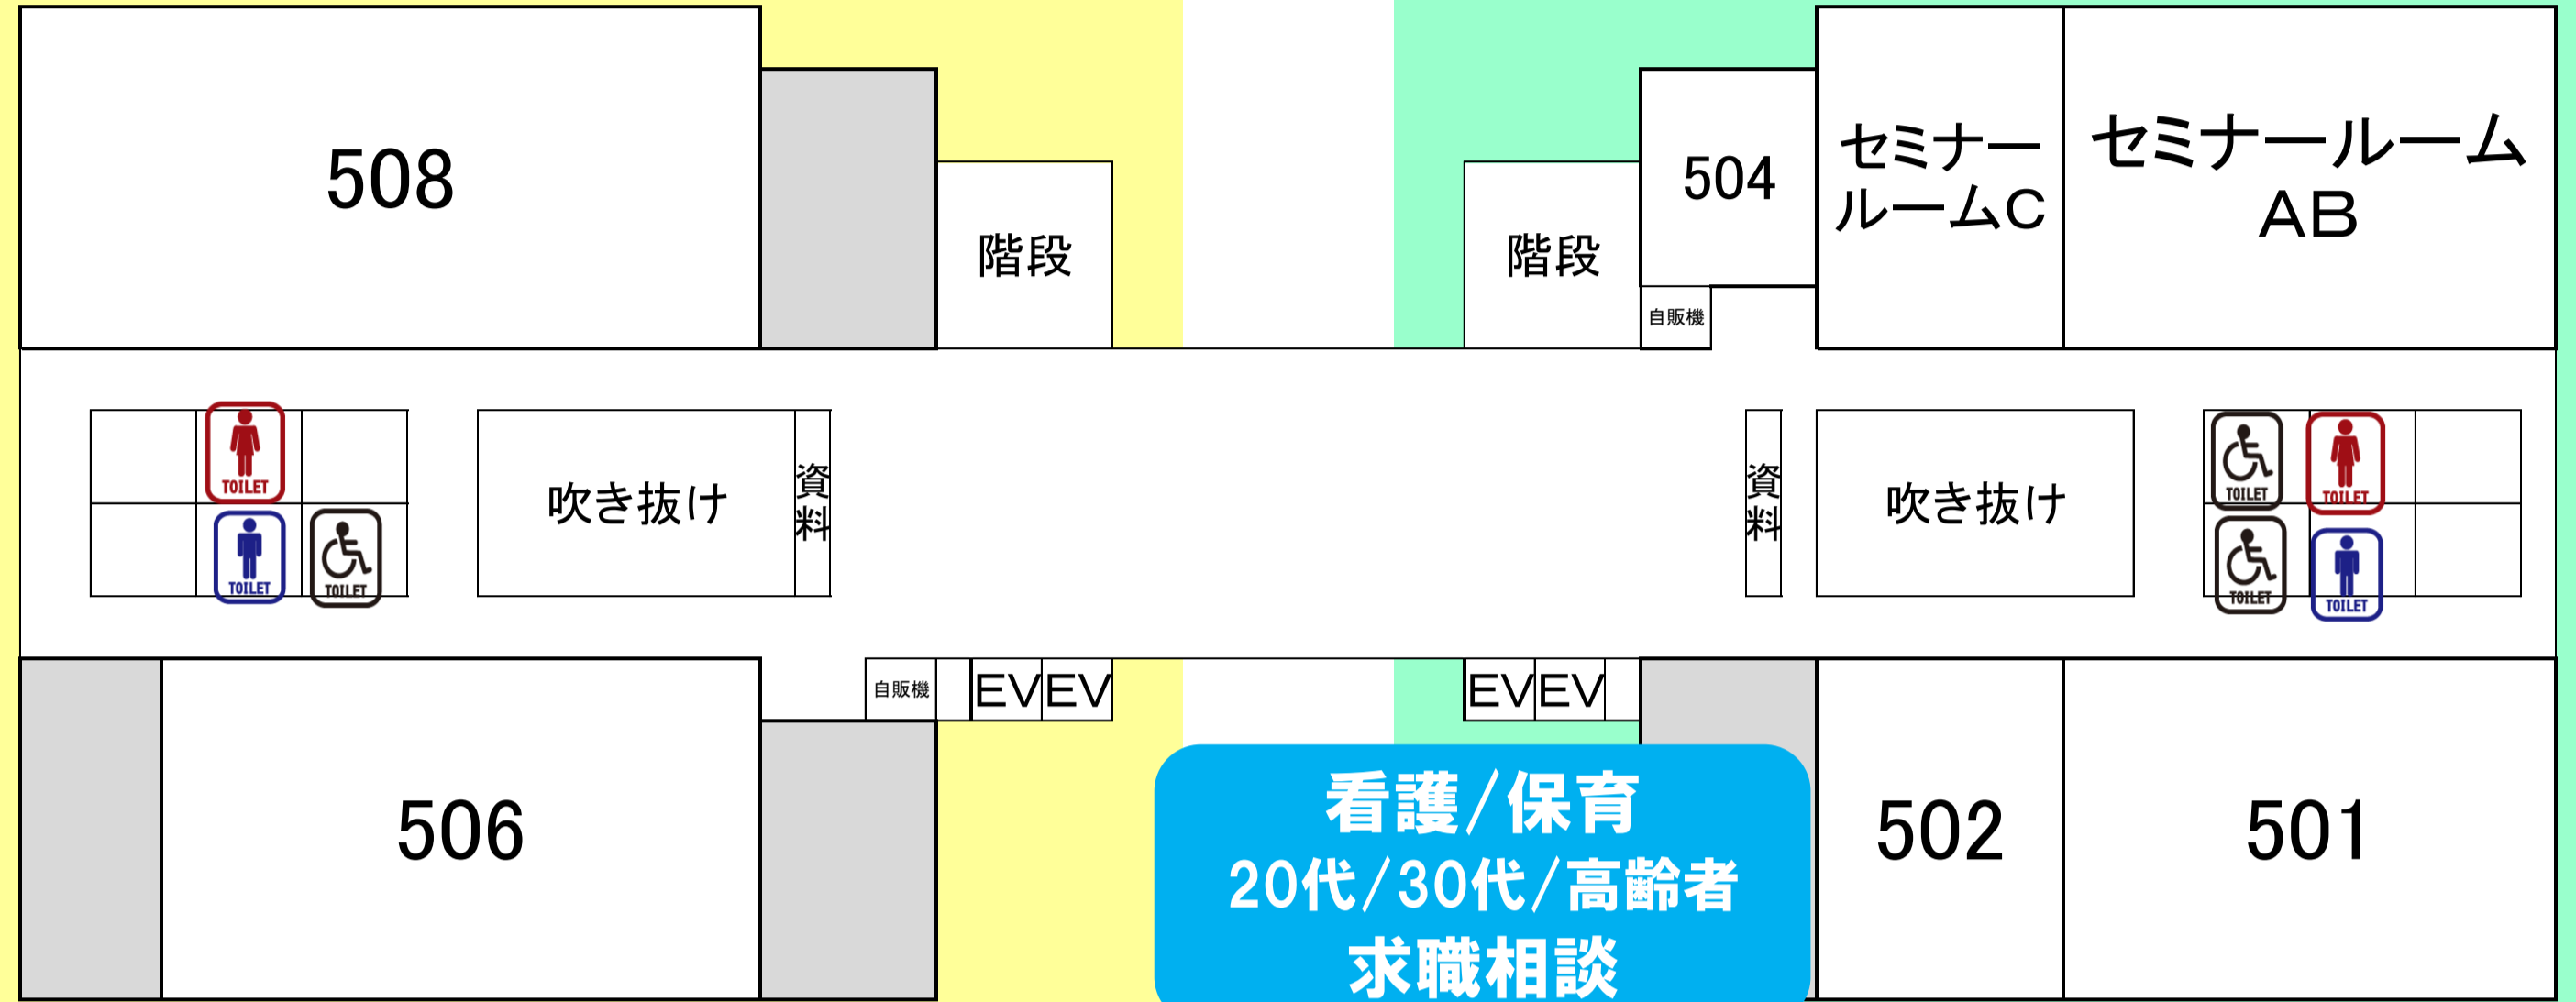 508
階段
階段
504
自販機
セミナー
ルームC
セミナールーム
AB
TOILET
TOILET
TOILET
吹き抜け
資料
資料
吹き抜け
TOILET
TOILET
TOILET
TOILET
506
自販機
EV
EV
EV
EV
看護/保育
20代/30代/高齢者
求職相談
502
501